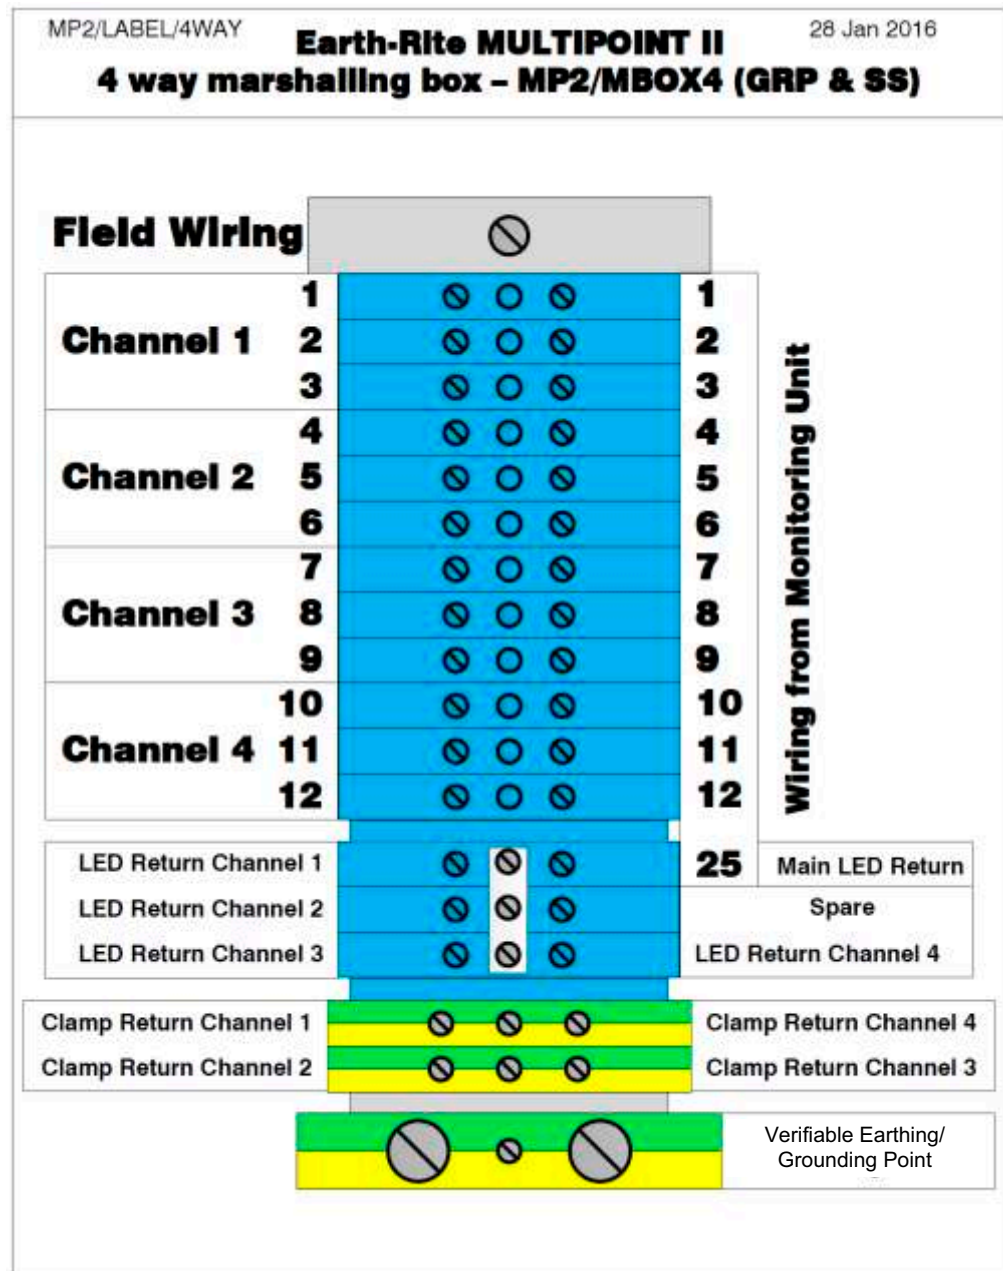 MP2/LABEL/4WAY
28 Jan 2016
Earth-Rite MULTIPOINT II
4 way marshalling box – MP2/MBOX4 (GRP & SS)
Field Wiring
Channel 1
1
2
3
Channel 2
4
5
6
Channel 3
7
8
9
Channel 4
10
11
12
1
2
3
4
5
6
7
8
9
10
11
12
Wiring from Monitoring Unit
LED Return Channel 1
25 Main LED Return
LED Return Channel 2
Spare
LED Return Channel 3
LED Return Channel 4
Clamp Return Channel 1
Clamp Return Channel 4
Clamp Return Channel 2
Clamp Return Channel 3
Verifiable Earthing/
Grounding Point